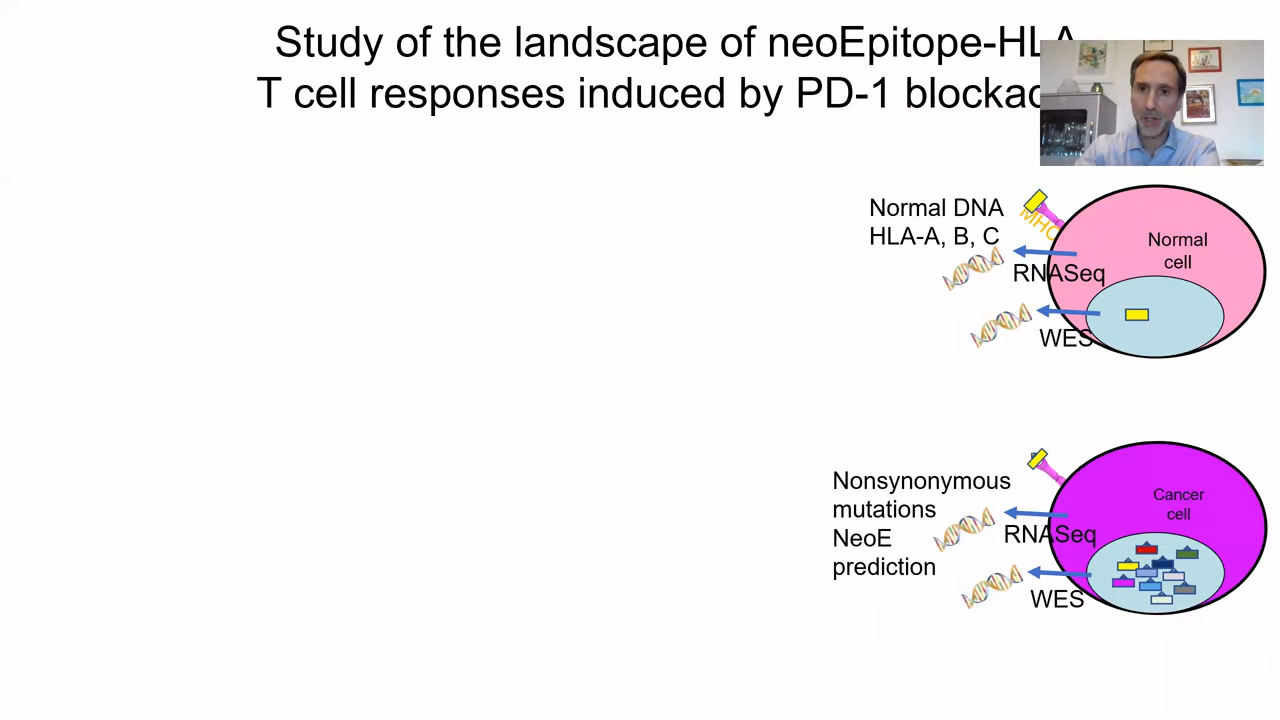 Study of the landscape of neoEpitope-HLA
T cell responses induced by PD-1
Normal DNA
HLA-A, B, C
MHC
RNASeq
WES
Normal
cell
Nonsynonymous
mutations
NeoE
prediction
RNASeq
WES
Cancer
cell